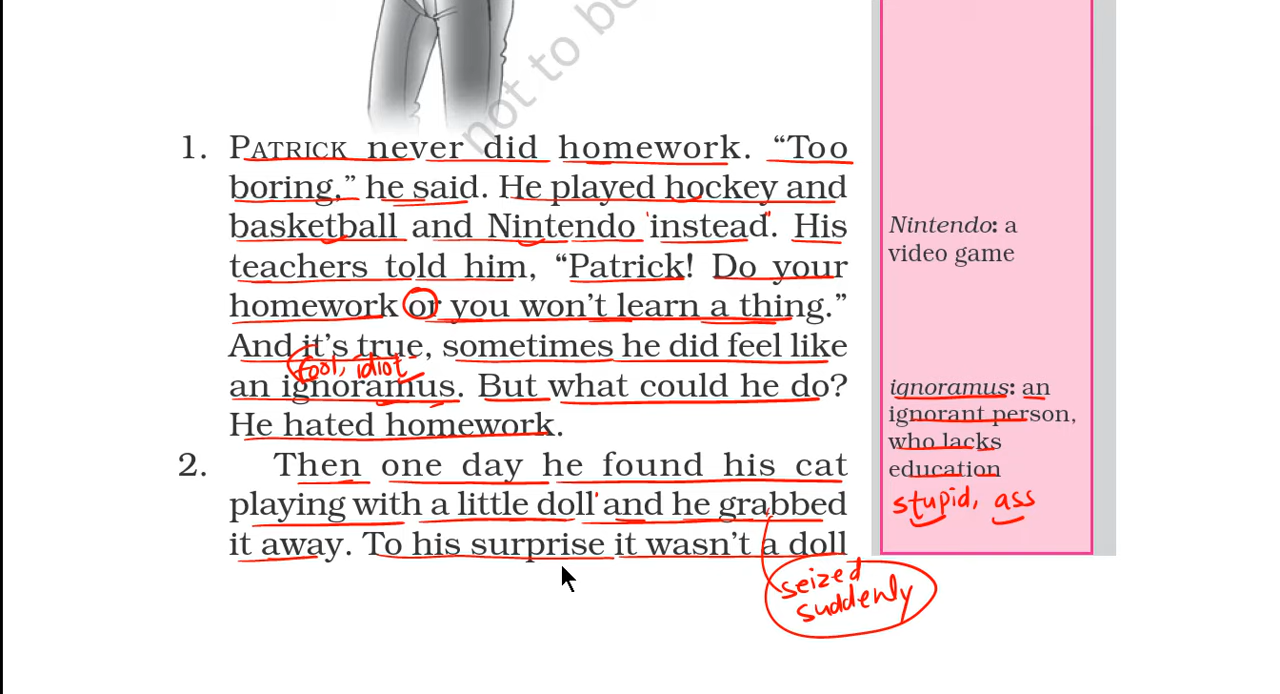 not to be
1. PATRICK never did homework. “Too
boring,” he said. He played hockey and
basketball and Nintendo instead. His
teachers told him, “Patrick! Do your
homework or you won’t learn a thing.”
And it’s true, sometimes he did feel like
fool, idiot
an ignoramus. But what could he do?
He hated homework.
2. Then one day he found his cat
playing with a little doll and he grabbed
it away. To his surprise it wasn’t a doll
seized
suddenly
Nintendo: a
video game
ignoramus: an
ignorant person,
who lacks
education
stupid, ass